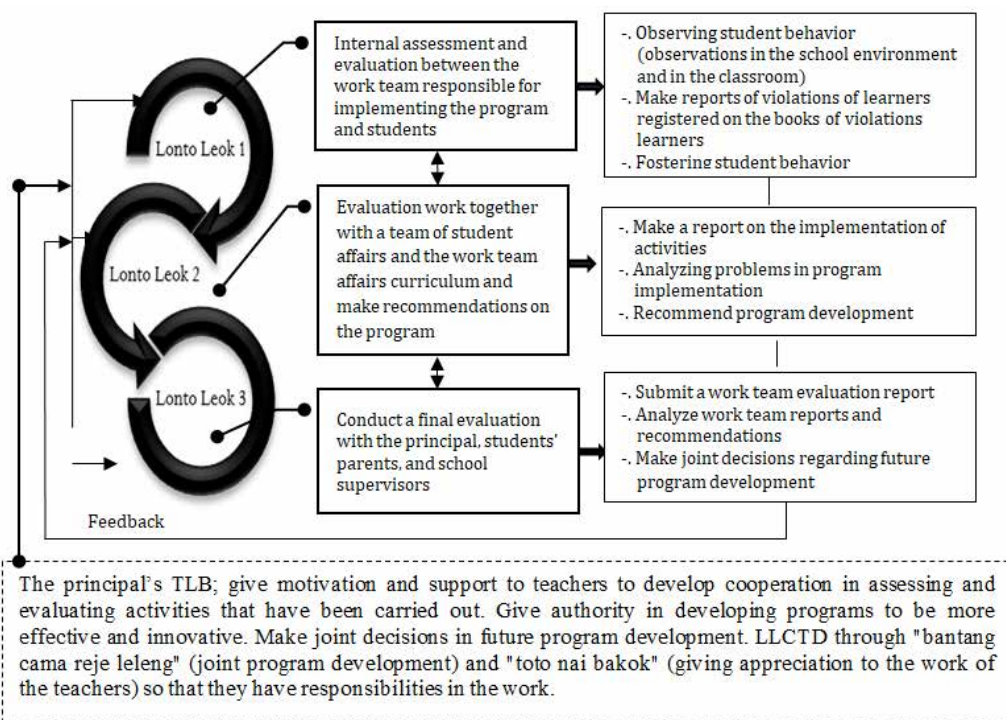 Lonto Leok 1
Internal assessment and
evaluation between the
work team responsible for
implementing the program
and students
-. Observing student behavior
(observations in the school environment
and in the classroom)
-. Make reports of violations of learners
registered on the books of violations
learners
-. Fostering student behavior
Lonto Leok 2
Evaluation work together
with a team of student
affairs and the work team
affairs curriculum and
make recommendations on
the program
-. Make a report on the implementation of
activities
-. Analyzing problems in program
implementation
-. Recommend program development
Lonto Leok 3
Conduct a final evaluation
with the principal, students'
parents, and school
supervisors
-. Submit a work team evaluation report
-. Analyze work team reports and
recommendations
-. Make joint decisions regarding future
program development
Feedback
The principal's TLB; give motivation and support to teachers to develop cooperation in assessing and
evaluating activities that have been carried out. Give authority in developing programs to be more
effective and innovative. Make joint decisions in future program development. LLCTD through "bantang
cama reje leleng" (joint program development) and "toto nai bakok" (giving appreciation to the work of
the teachers) so that they have responsibilities in the work.